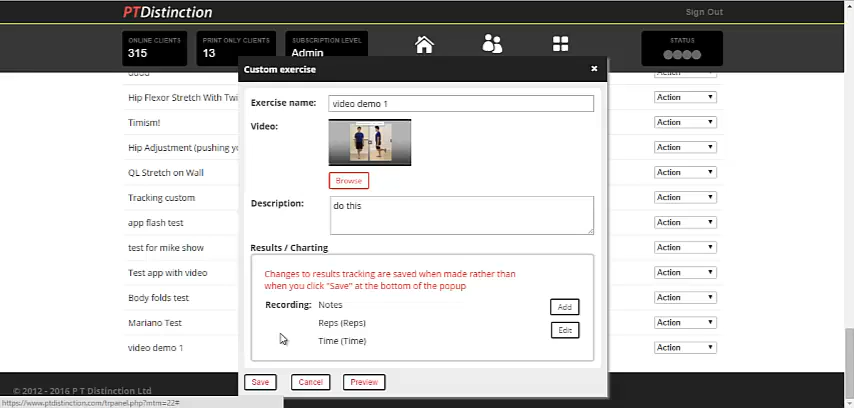 PTDistinction
Sign Out
ONLINE CLIENTS
315
PRINT ONLY CLIENTS
13
SUBSCRIPTION LEVEL
Admin
STATUS
Custom exercise
Exercise name: video demo 1
Video:
Browse
Description: do this
Results / Charting
Changes to results tracking are saved when made rather than
when you click "Save" at the bottom of the popup
Recording: Notes
Add
Reps (Reps)
Edit
Time (Time)
Save
Cancel
Preview
Action
Hip Flexor Stretch With Twi
Action
Timism!
Action
Hip Adjustment (pushing yo
Action
QL Stretch on Wall
Action
Tracking custom
Action
app flash test
Action
test for mike show
Action
Test app with video
Action
Body folds test
Action
Mariano Test
Action
video demo 1
Action
© 2012 - 2016 P T Distinction Ltd
https://www.ptdistinction.com/trpanel.php?mtm=22#